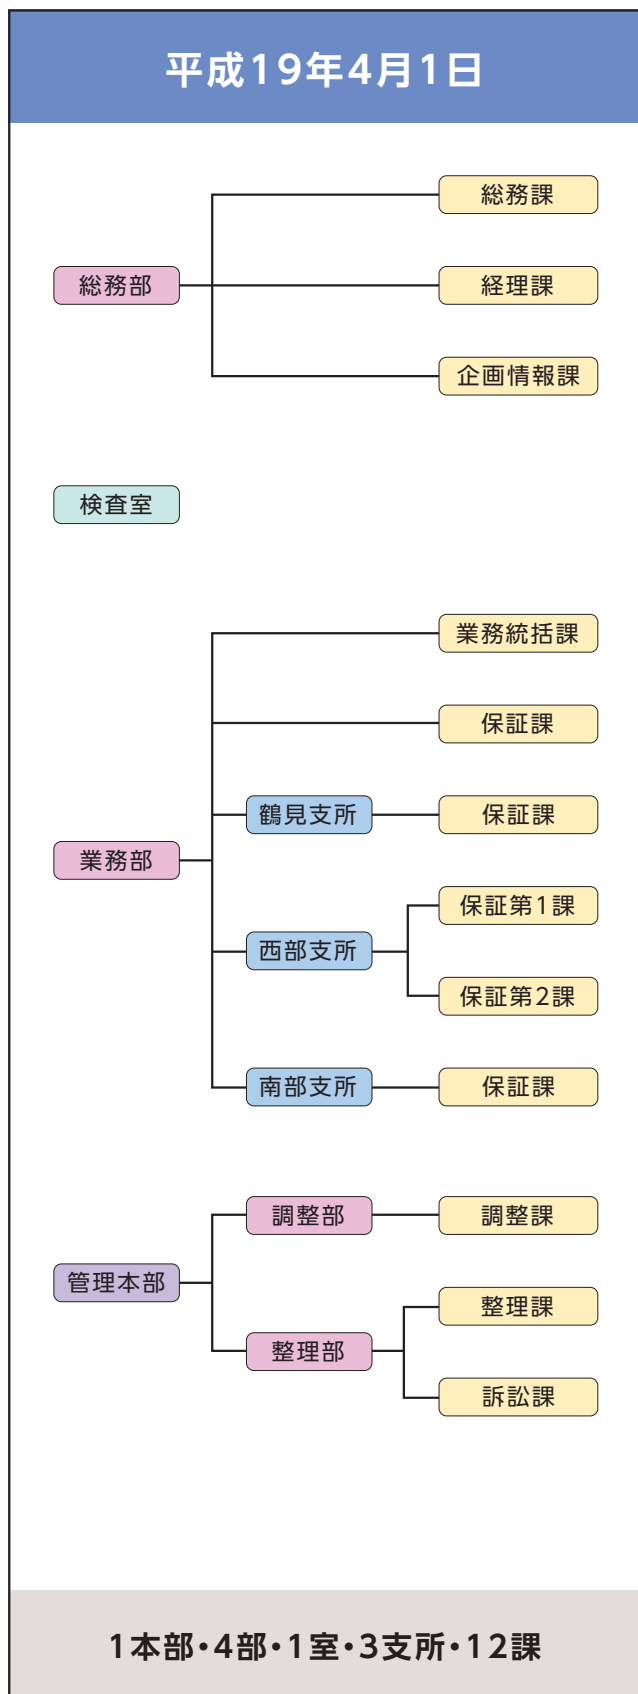 平成19年4月1日
総務課
総務部
経理課
企画情報課
検査室
業務統括課
保証課
鶴見支所
保証課
業務部
保証第1課
西部支所
保証第2課
南部支所
保証課
調整部
調整課
管理本部
整理課
整理部
訴訟課
1本部・4部・1室・3支所・12課